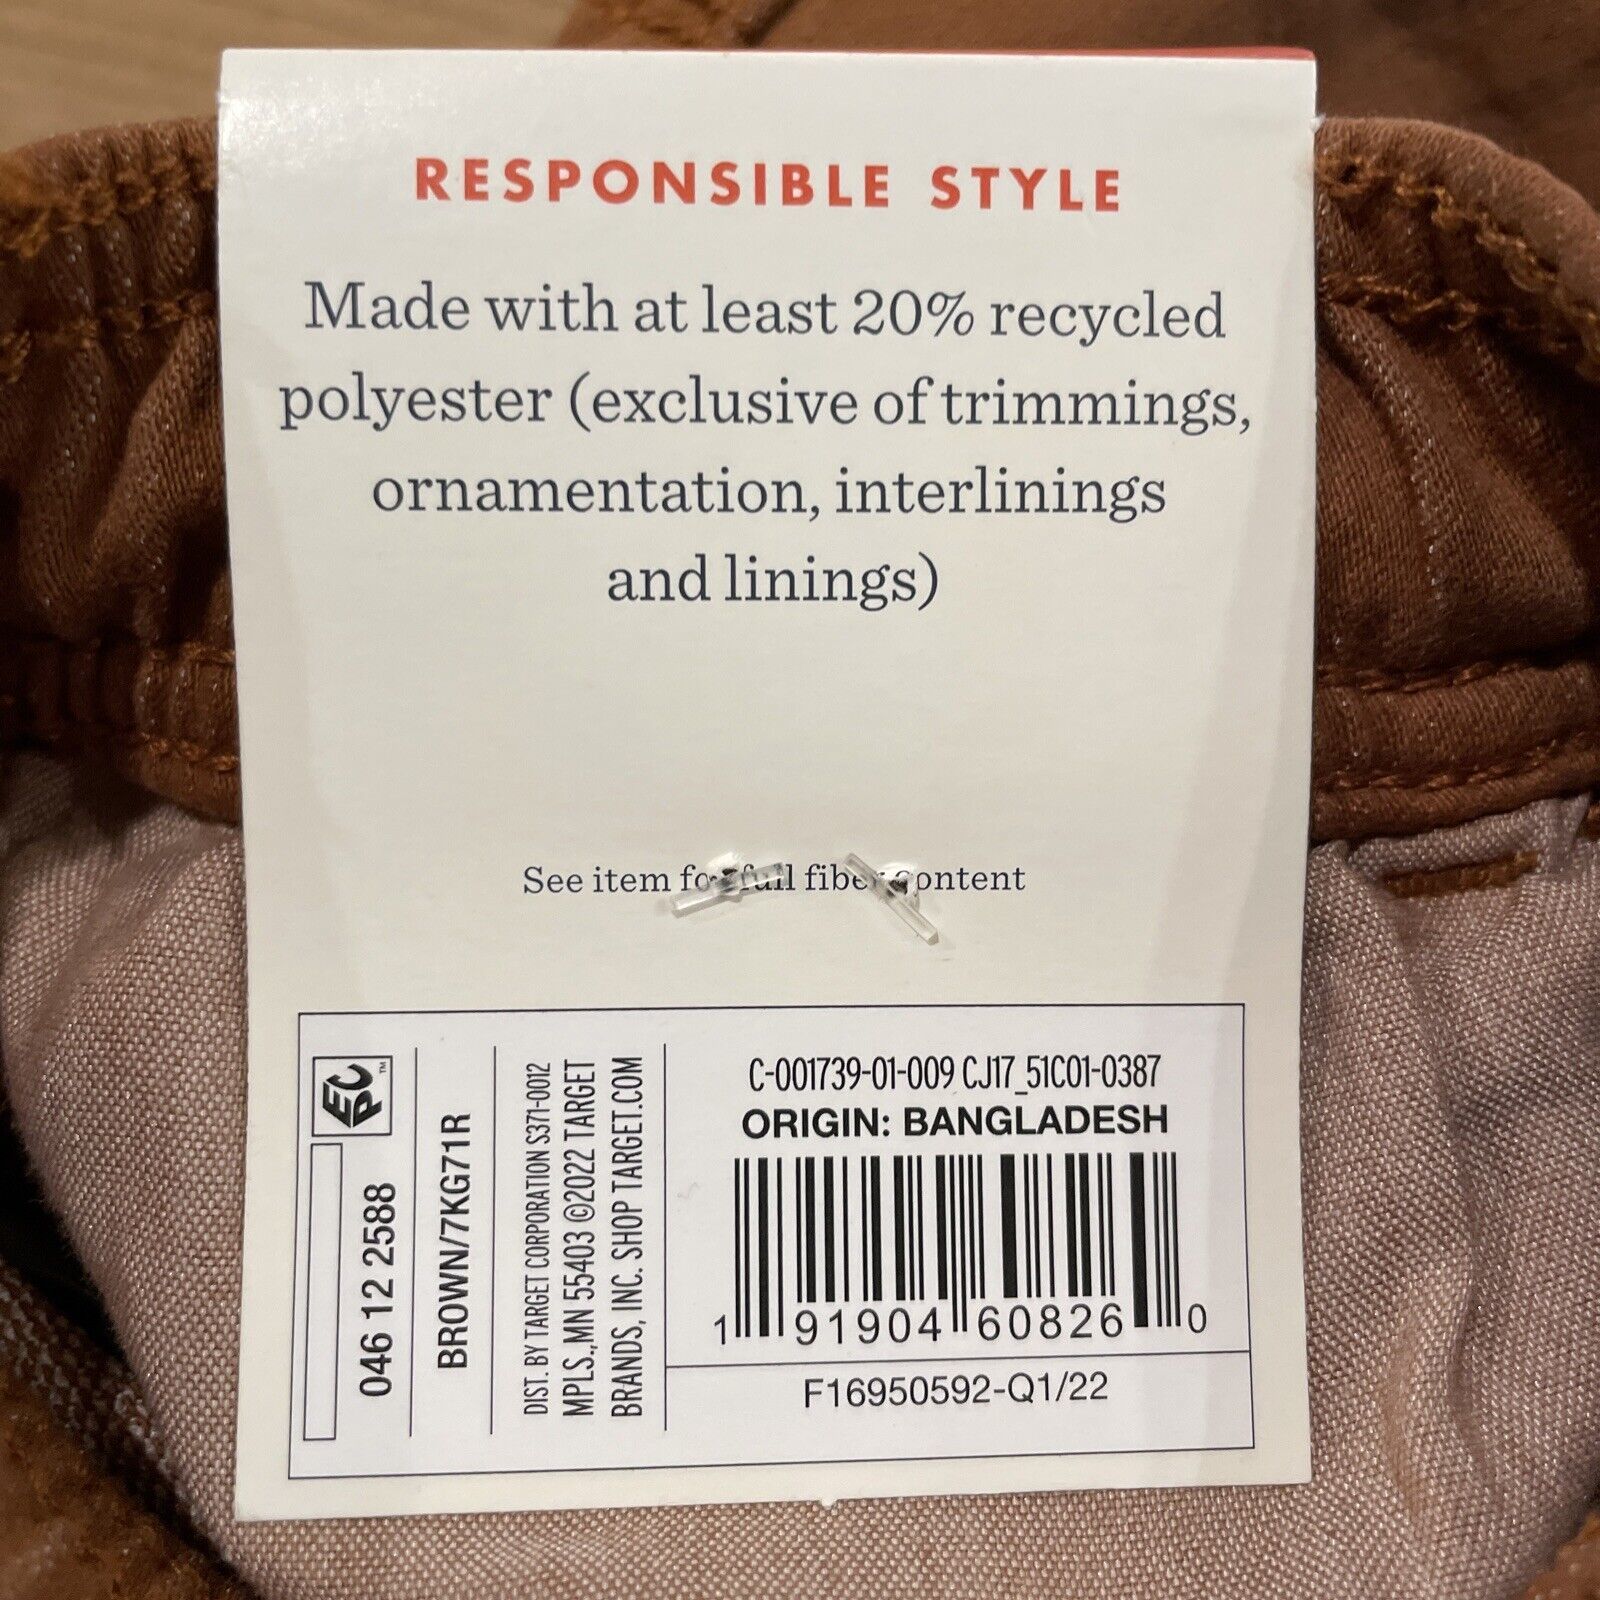 RESPONSIBLE STYLE
Made with at least 20% recycled
polyester (exclusive of trimmings,
ornamentation, interlinings
and linings)
See item for full fiber content
EPC™
046 12 2588
BROWN/7KG71R
DIST. BY TARGET CORPORATION S371-0012
MPLS.,MN 55403 ©2022 TARGET
BRANDS, INC. SHOP TARGET.COM
C-001739-01-009 CJ17_51C01-0387
ORIGIN: BANGLADESH
1 91904 60826 0
F16950592-Q1/22